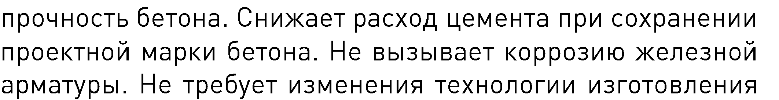 прочность бетона. Снижает расход цемента при сохранении
проектной марки бетона. Не вызывает коррозию железной
арматуры. Не требует изменения технологии изготовления